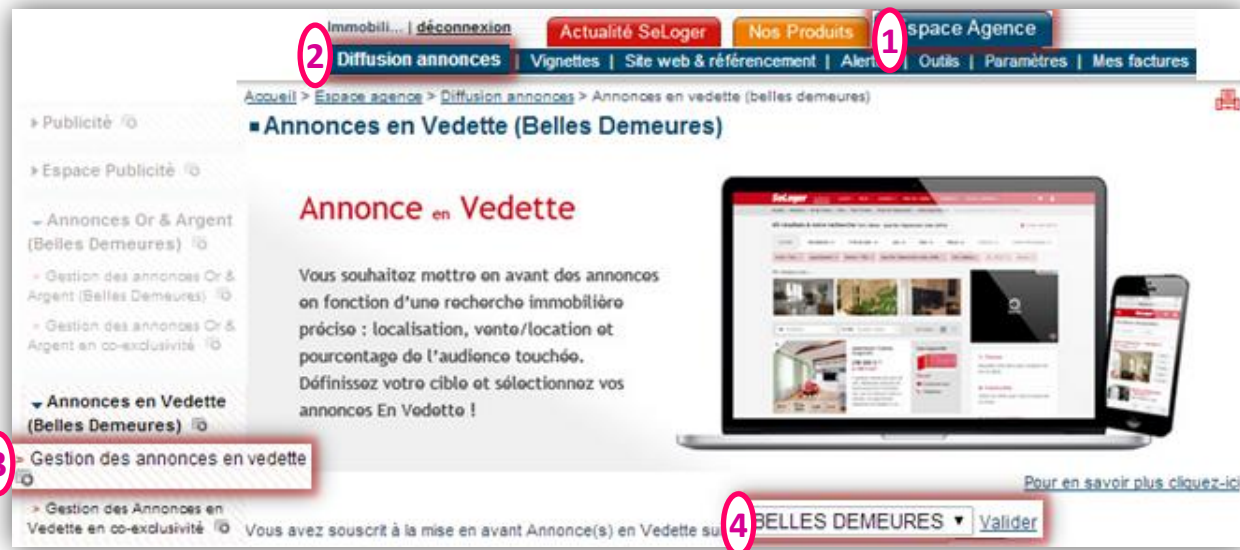 Immobili... | déconnexion
Actualité SeLoger
Nos Produits
1
space Agence
2
Diffusion annonces | Vignettes | Site web & référencement | Aler | Outils | Paramètres | Mes factures
Accueil > Espace agence > Diffusion annonces > Annonces en vedette (belles demeures)
Annonces en Vedette (Belles Demeures)
Publicité
Espace Publicité
Annonces Or & Argent
(Belles Demeures)
Gestion des annonces Or &
Argent (Belles Demeures)
Gestion des annonces Or &
Argent en co-exclusivité
Annonces en Vedette
(Belles Demeures)
3
Gestion des annonces en vedette
> Gestion des Annonces en
Vedette en co-exclusivité
Annonce en Vedette
Vous souhaitez mettre en avant des annonces
en fonction d'une recherche immobilière
précise : localisation, vente/location et
pourcentage de l'audience touchée.
Définissez votre cible et sélectionnez vos
annonces En Vedette !
SeLoger
Pour en savoir plus cliquez-ici
Vous avez souscrit à la mise en avant Annonce(s) en Vedette su
4
BELLES DEMEURES ▼ Valider